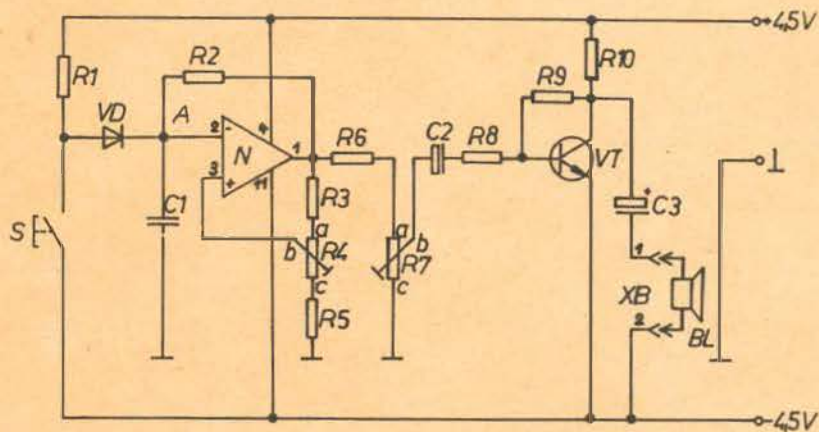 +4,5V
R1
R2
R9
R10
VD
A
2
-
4
N
1
R6
C2
R8
VT
⊥
3
+
11
R3
C1
S
a
b
R4
c
a
b
R7
c
+
C3
1
XB
2
BL
R5
-4,5V